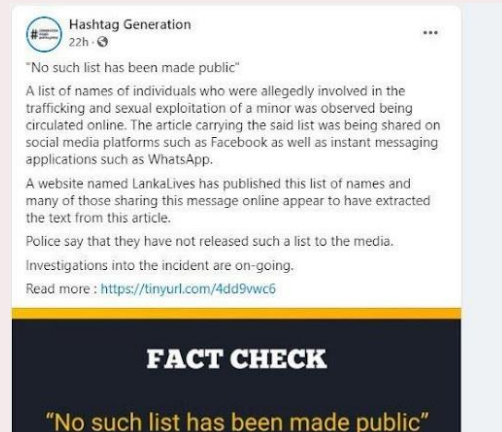 Hashtag Generation
22h
"No such list has been made public"
A list of names of individuals who were allegedly involved in the
trafficking and sexual exploitation of a minor was observed being
circulated online. The article carrying the said list was being shared on
social media platforms such as Facebook as well as instant messaging
applications such as WhatsApp.
A website named LankaLives has published this list of names and
many of those sharing this message online appear to have extracted
the text from this article.
Police say that they have not released such a list to the media.
Investigations into the incident are on-going.
Read more : https://tinyurl.com/4dd9vwc6
FACT CHECK
“No such list has been made public”